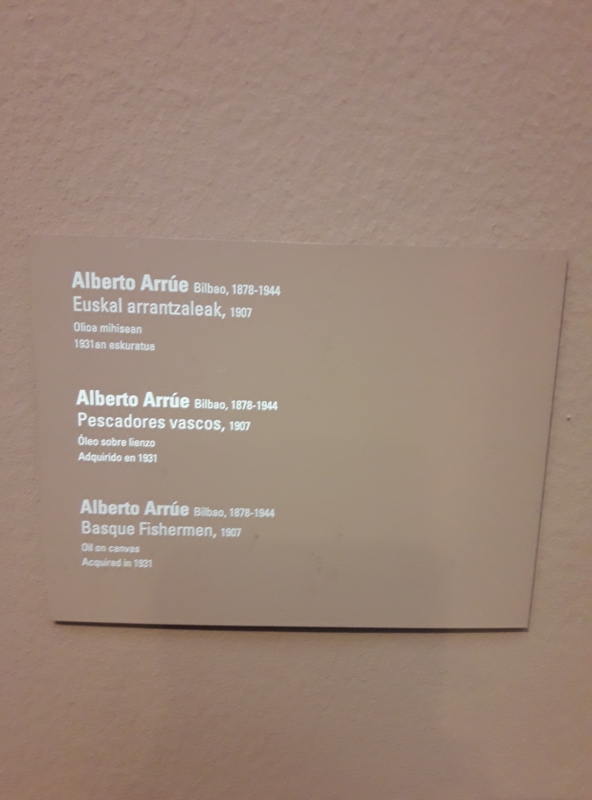 Alberto Arrúe Bilbao, 1878-1944
Euskal arrantzaleak, 1907
Olioa mihisean
1931an eskuratua
Alberto Arrúe Bilbao, 1878-1944
Pescadores vascos, 1907
Óleo sobre lienzo
Adquirido en 1931
Alberto Arrúe Bilbao, 1878-1944
Basque Fishermen, 1907
Oil on canvas
Acquired in 1931